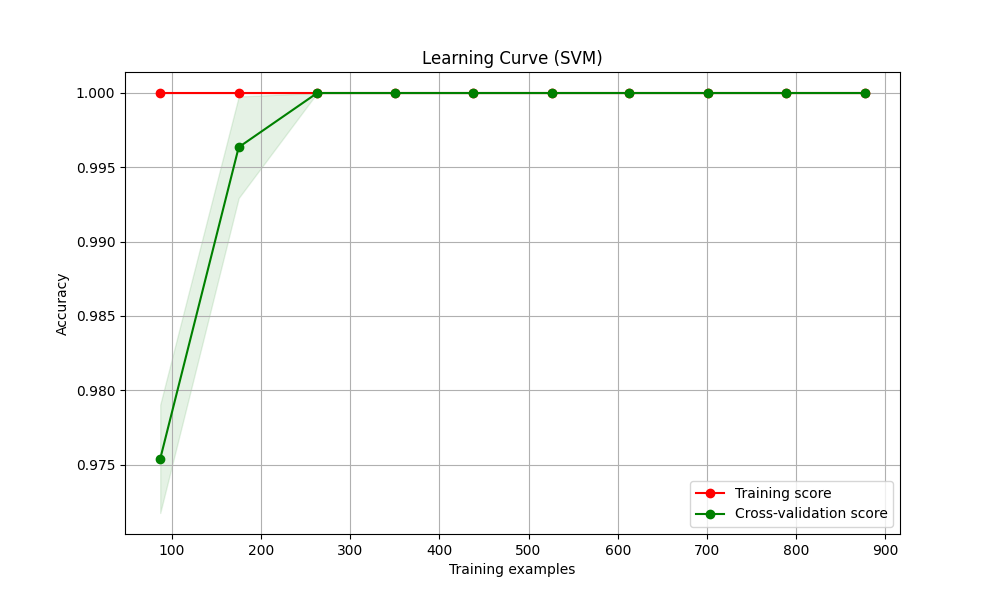 Learning Curve (SVM)
1.000
0.995
0.990
0.985
0.980
0.975
Accuracy
100 200 300 400 500 600 700 800 900
Training examples
Training score
Cross-validation score